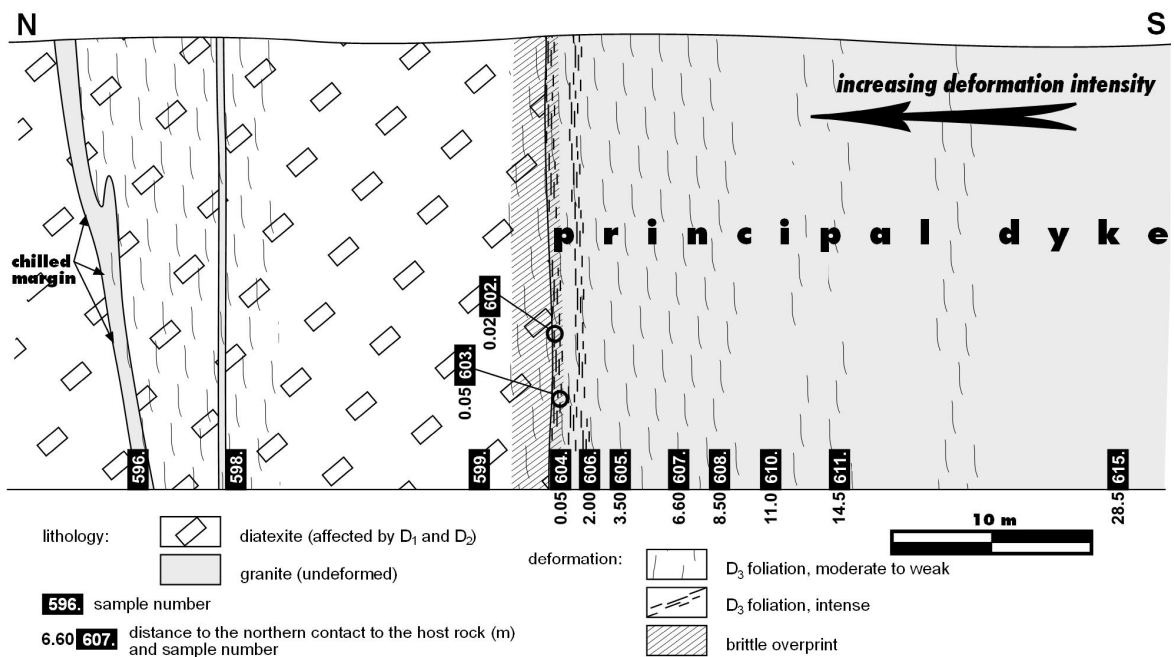 N
S
increasing deformation intensity
principal dyke
chilled
margin
0.02 602.
0.05 603.
596.
598.
599.
604.
606.
605.
607.
608.
610.
611.
615.
0.05
2.00
3.50
6.60
8.50
11.0
14.5
28.5
10 m
lithology:
diatexite (affected by D₁ and D₂)
granite (undeformed)
596. sample number
6.60 607. distance to the northern contact to the host rock (m)
and sample number
deformation:
D₃ foliation, moderate to weak
D₃ foliation, intense
brittle overprint